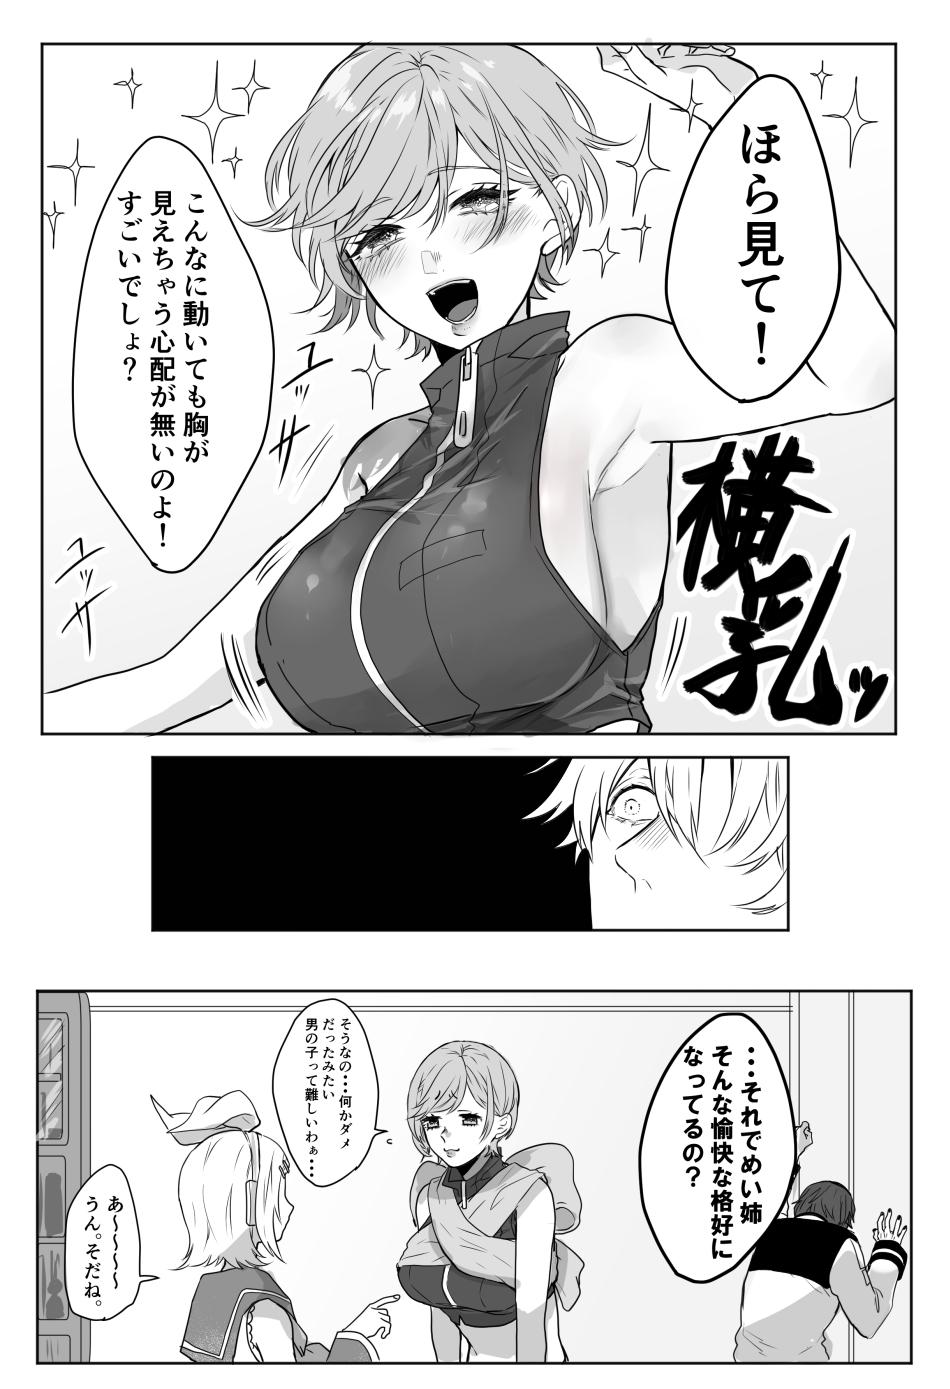 ほら見て！
こんなに動いても胸が
見えちゃう心配が無いのよ！
すごいでしょ？
ユッサ
ユッサ
横乳ッ
・・・それでめい姉
そんな愉快な格好に
なってるの？
そうなの・・・何かダメ
だったみたい
男の子って難しいわぁ・・・
あ〜〜〜〜
うん。そだね。